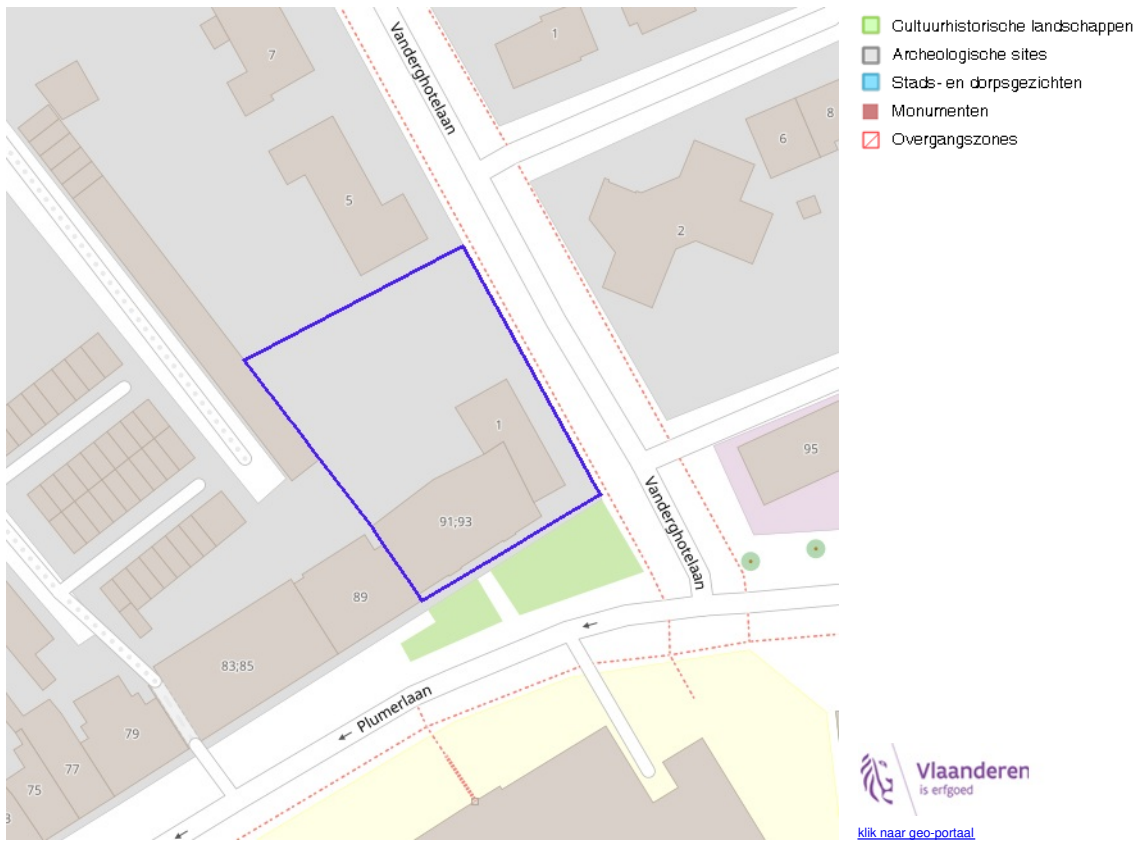 Vanderghotelaan
7
1
5
6
8
2
1
95
91;93
89
83;85
79
77
75
Vanderghotelaan
Plumerlaan
Cultuurhistorische landschappen
Archeologische sites
Stads- en dorpsgezichten
Monumenten
Overgangszones
Vlaanderen
is erfgoed
klik naar geo-portaal